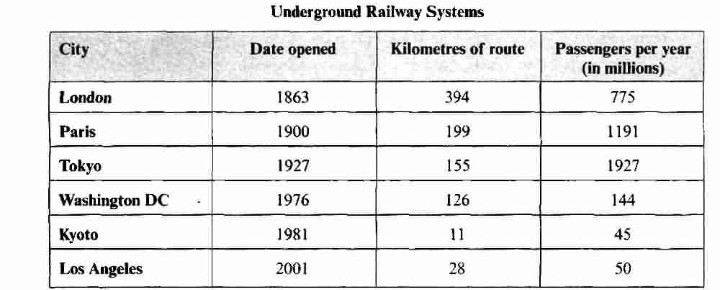 Underground Railway Systems
City Date opened Kilometres of route Passengers per year
(in millions)
London 1863 394 775
Paris 1900 199 1191
Tokyo 1927 155 1927
Washington DC 1976 126 144
Kyoto 1981 11 45
Los Angeles 2001 28 50